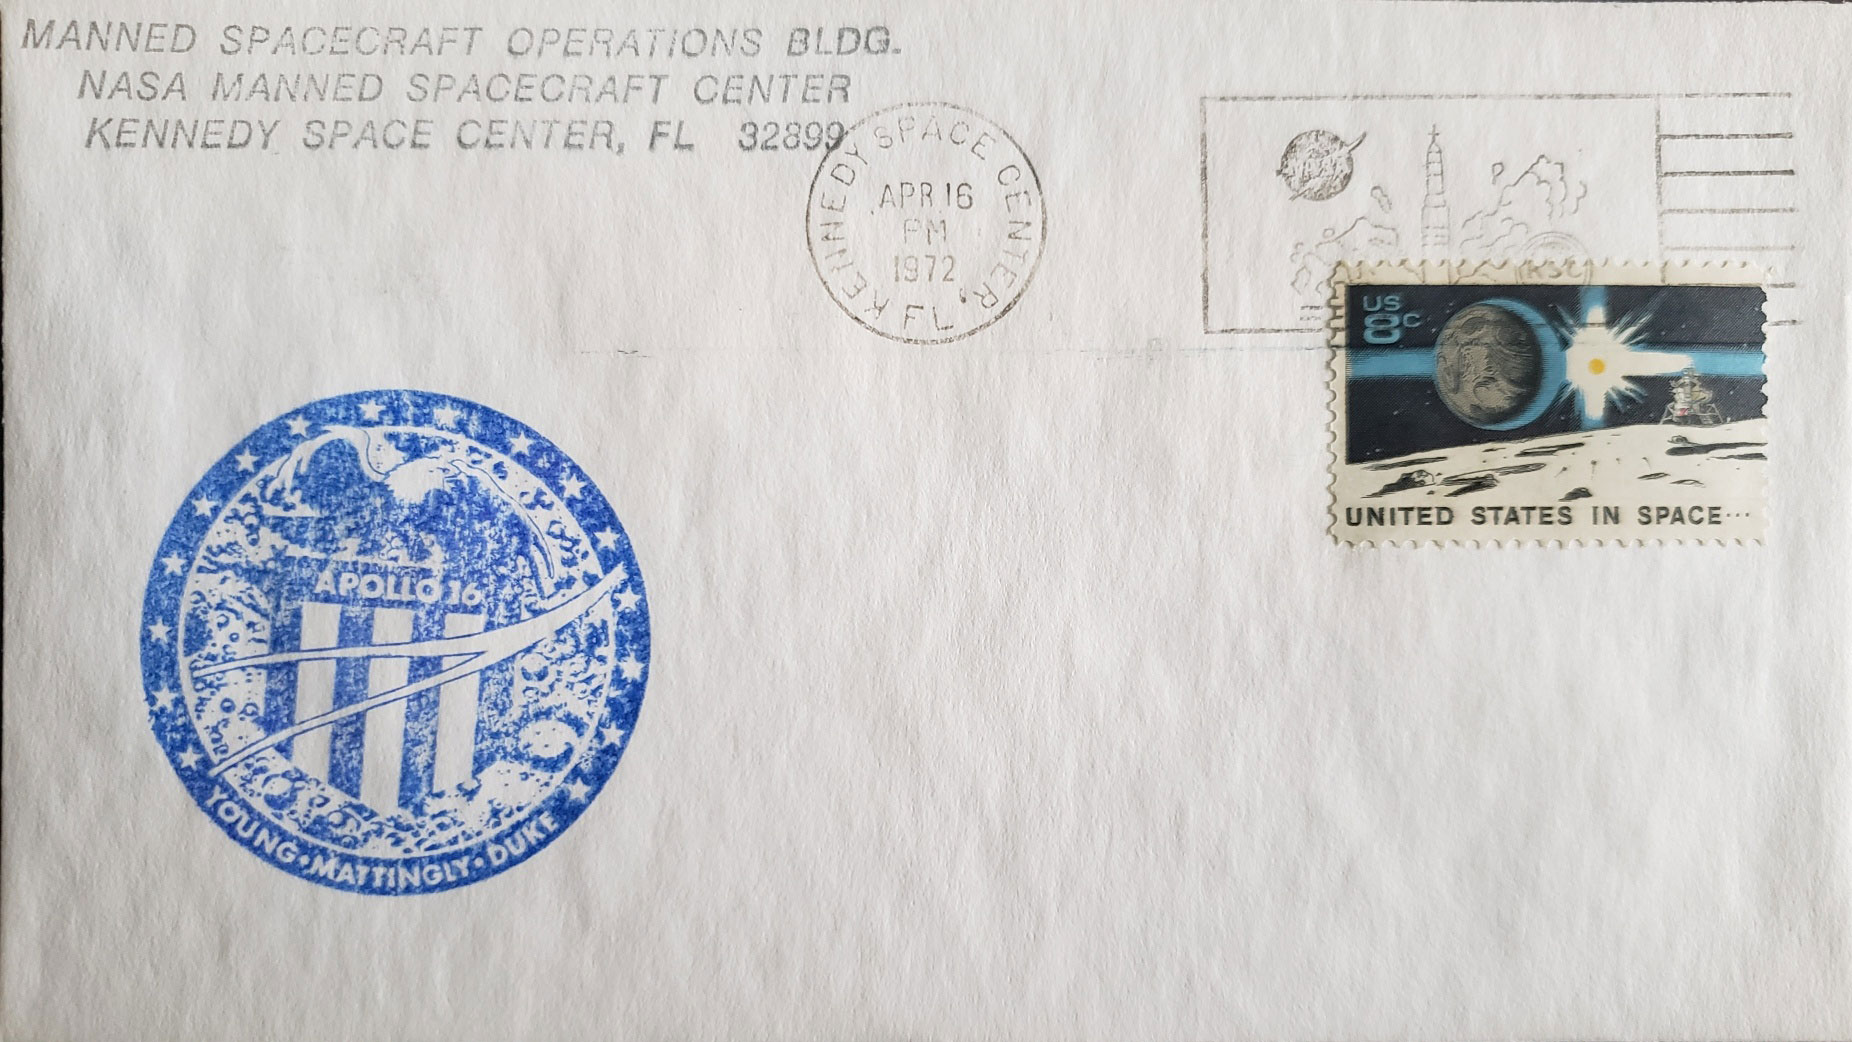 MANNED SPACECRAFT OPERATIONS BLDG.
NASA MANNED SPACECRAFT CENTER
KENNEDY SPACE CENTER, FL 32899
KENNEDY SPACE CENTER, FL
APR 16
PM
1972
KSC
US
8c
UNITED STATES IN SPACE...
APOLLO 16
YOUNG • MATTINGLY • DUKE